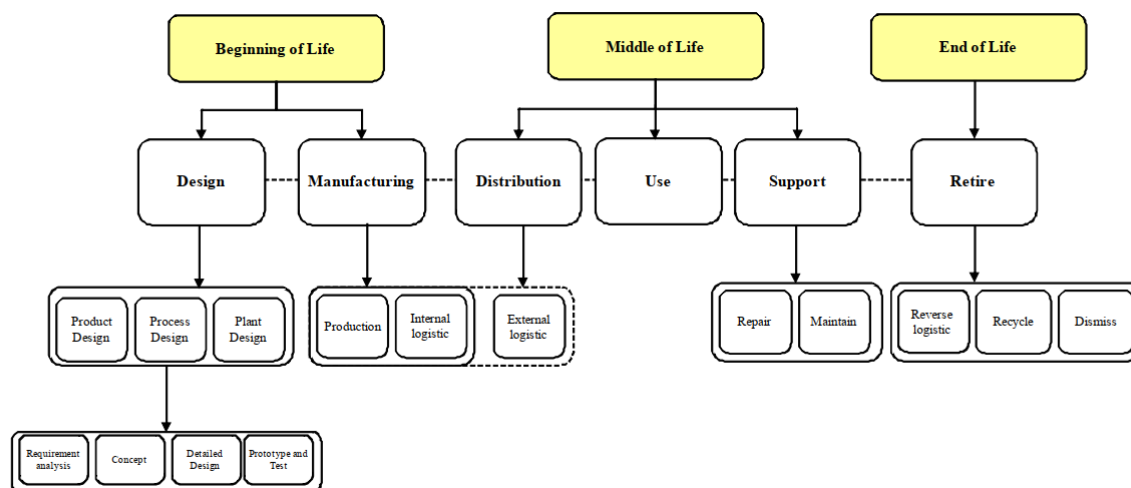 Beginning of Life
Middle of Life
End of Life
Design
Manufacturing
Distribution
Use
Support
Retire
Product
Design
Process
Design
Plant
Design
Production
Internal
logistic
External
logistic
Repair
Maintain
Reverse
logistic
Recycle
Dismiss
Requirement
analysis
Concept
Detailed
Design
Prototype and
Test